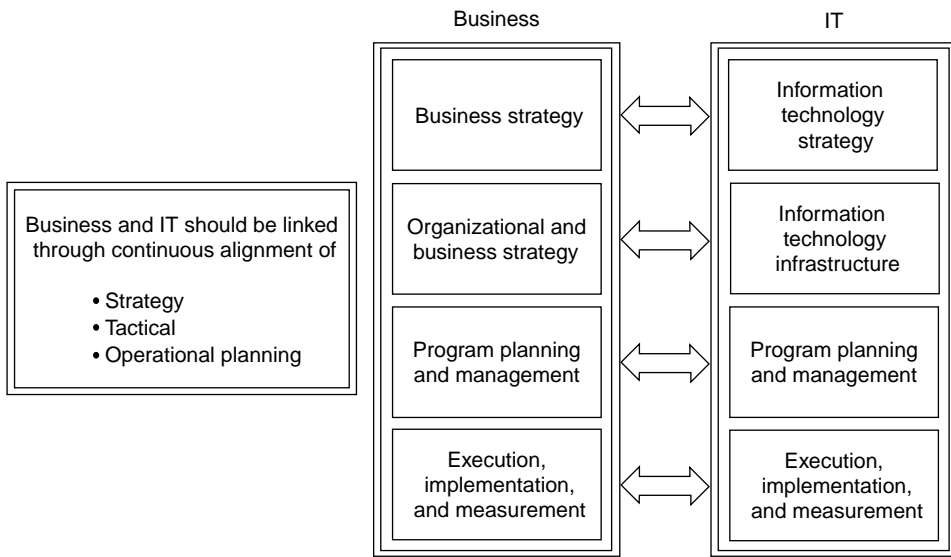 Business
IT
Business and IT should be linked
through continuous alignment of
• Strategy
• Tactical
• Operational planning
Business strategy
Organizational and
business strategy
Program planning
and management
Execution,
implementation,
and measurement
Information
technology
strategy
Information
technology
infrastructure
Program planning
and management
Execution,
implementation,
and measurement